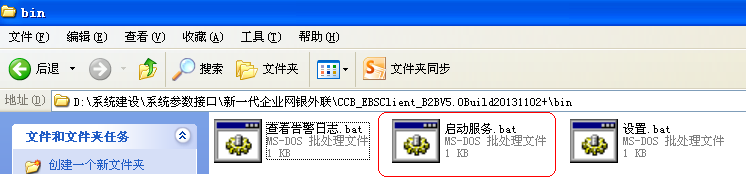 bin
文件(F) 编辑(E) 查看(V) 收藏(A) 工具(T) 帮助(H)
后退 搜索 文件夹 文件夹同步
地址(D) D:\系统建设\系统参数接口\新一代企业网银外联\CCB_EBSClient_B2BV5.0Build20131102+\bin
文件和文件夹任务
创建一个新文件夹
查看告警日志.bat
MS-DOS 批处理文件
1 KB
启动服务.bat
MS-DOS 批处理文件
1 KB
设置.bat
MS-DOS 批处理文件
1 KB